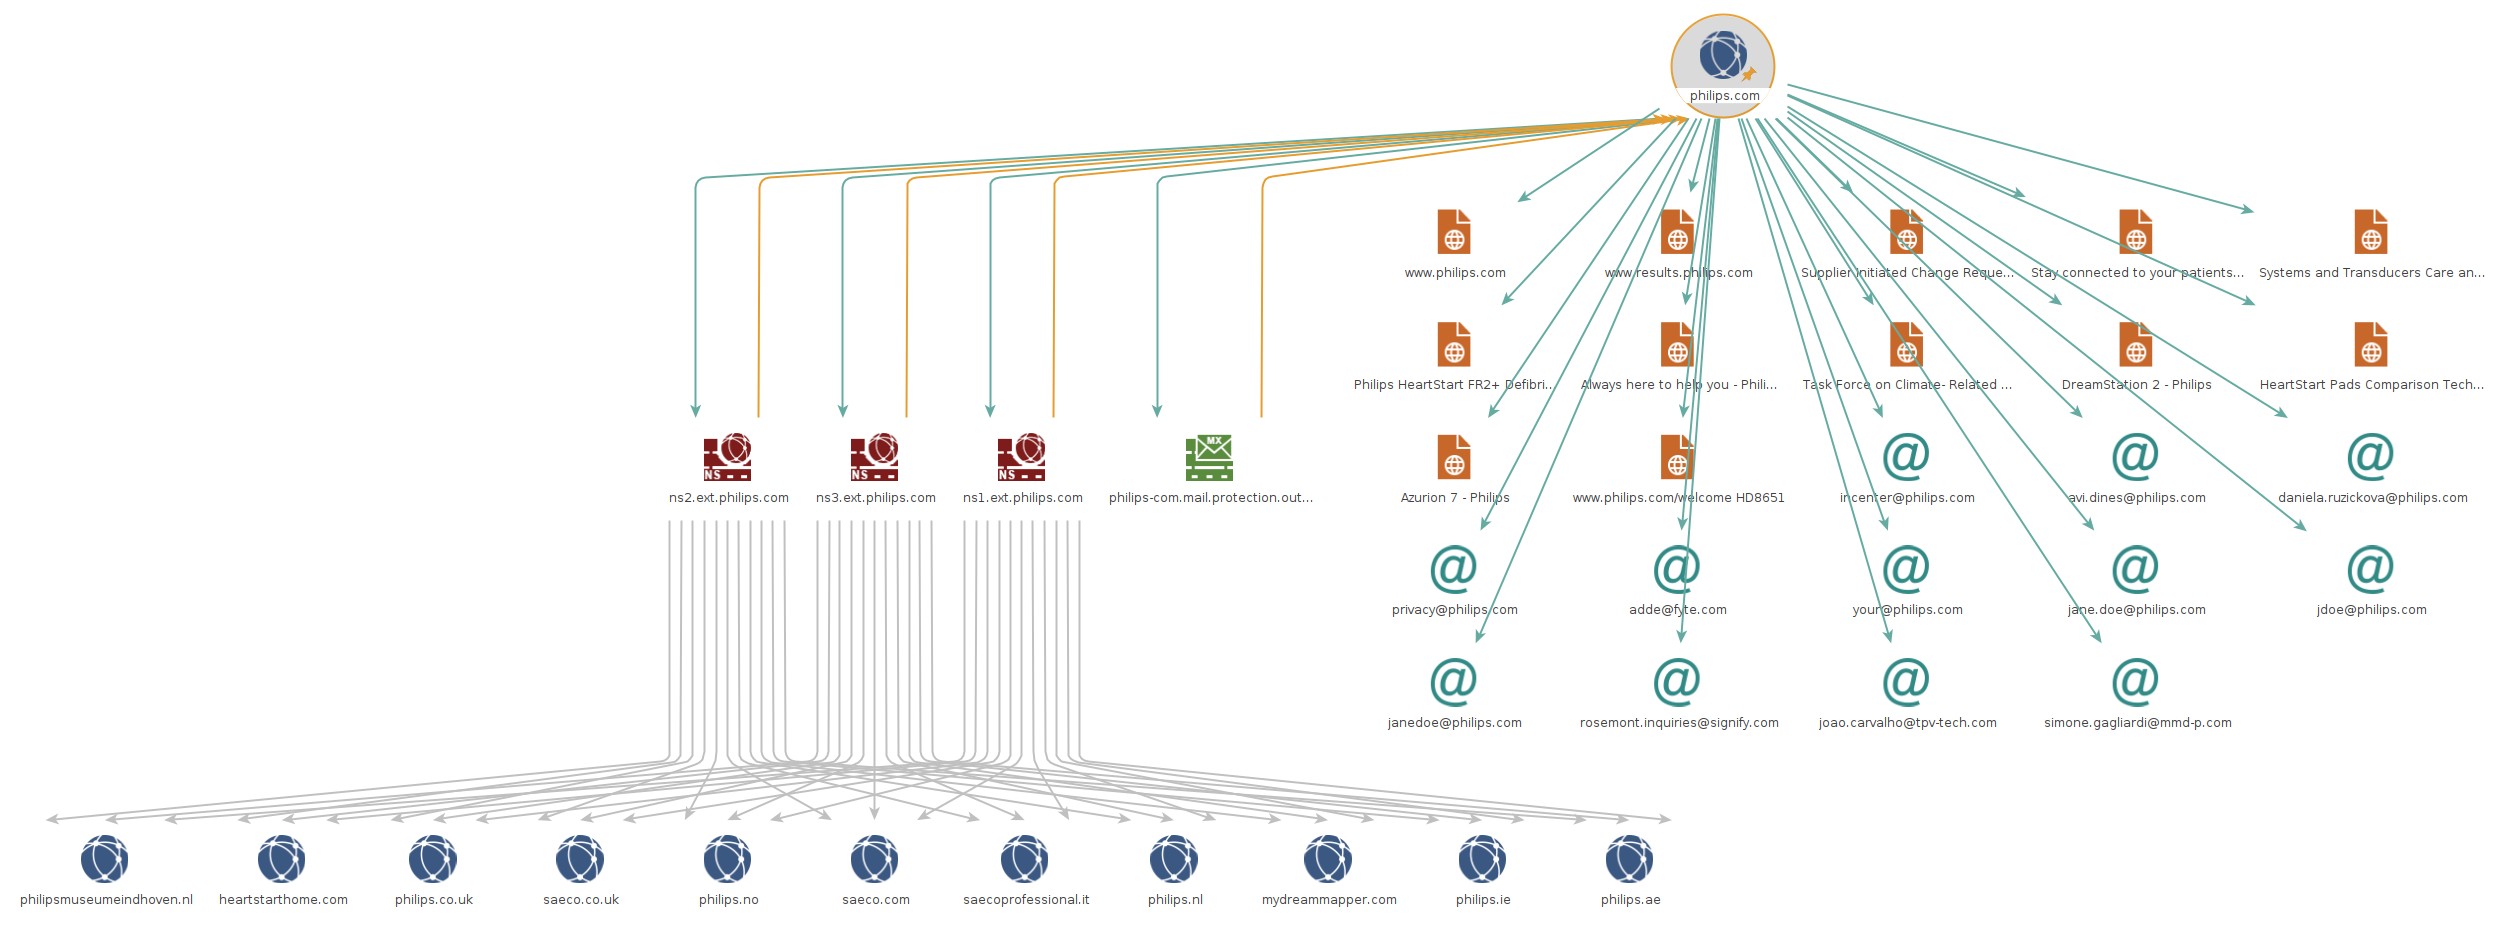 philips.com
www.philips.com
www.results.philips.com
Supplier Initiated Change Reque...
Stay connected to your patients...
Systems and Transducers Care an...
Philips HeartStart FR2+ Defibri...
Always here to help you - Phili...
Task Force on Climate- Related ...
DreamStation 2 - Philips
HeartStart Pads Comparison Tech...
NS
NS
NS
MX
ns2.ext.philips.com
ns3.ext.philips.com
ns1.ext.philips.com
philips-com.mail.protection.out...
Azurion 7 - Philips
www.philips.com/welcome HD8651
incenter@philips.com
avi.dines@philips.com
daniela.ruzickova@philips.com
privacy@philips.com
adde@fyte.com
your@philips.com
jane.doe@philips.com
jdoe@philips.com
janedoe@philips.com
rosemont.inquiries@signify.com
joao.carvalho@tpv-tech.com
simone.gagliardi@mmd-p.com
philipsmuseumeindhoven.nl
heartstarthome.com
philips.co.uk
saeco.co.uk
philips.no
saeco.com
saecoprofessional.it
philips.nl
mydreammapper.com
philips.ie
philips.ae